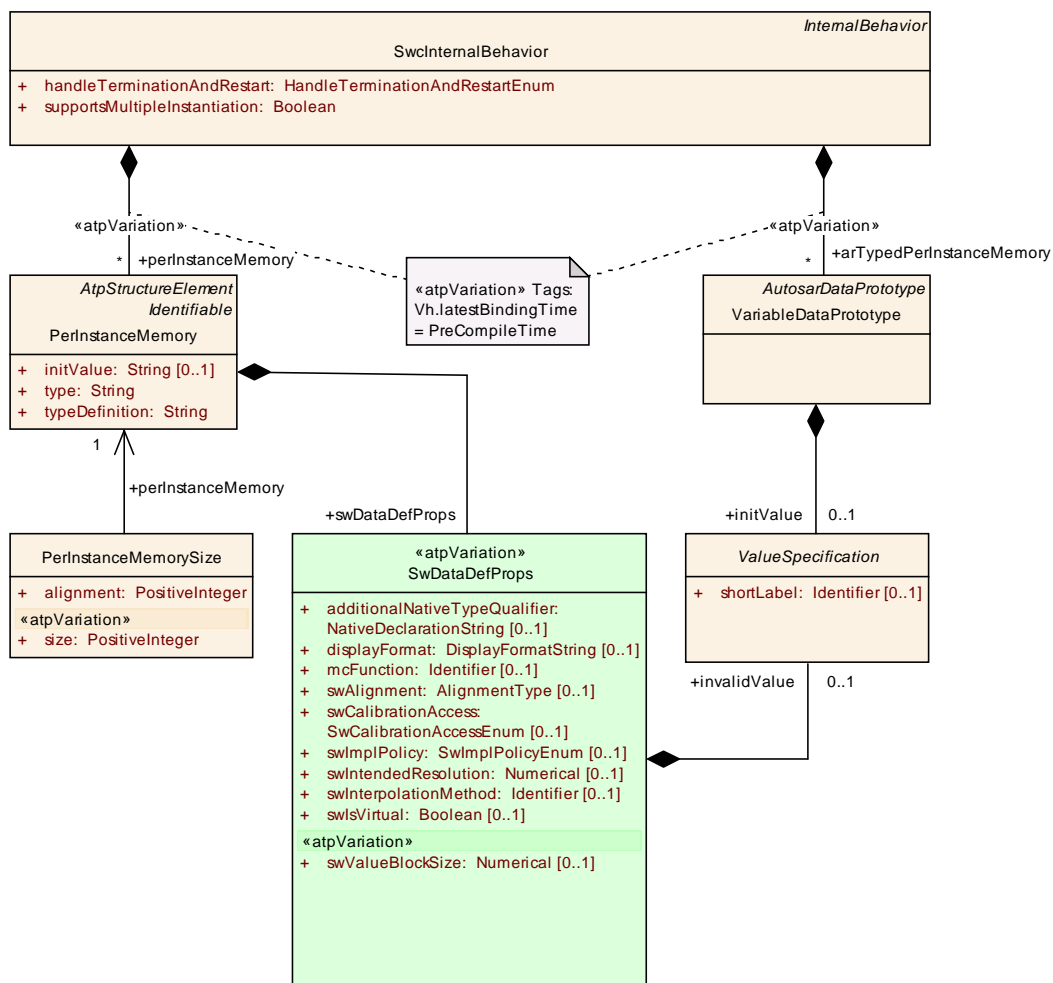 InternalBehavior
SwcInternalBehavior
+ handleTerminationAndRestart: HandleTerminationAndRestartEnum
+ supportsMultipleInstantiation: Boolean
«atpVariation»
«atpVariation»
* +perInstanceMemory
* +arTypedPerInstanceMemory
«atpVariation» Tags:
Vh.latestBindingTime
= PreCompileTime
AtpStructureElement
Identifiable
PerInstanceMemory
+ initValue: String [0..1]
+ type: String
+ typeDefinition: String
AutosarDataPrototype
VariableDataPrototype
1
+perInstanceMemory
+swDataDefProps
+initValue 0..1
PerInstanceMemorySize
+ alignment: PositiveInteger
«atpVariation»
+ size: PositiveInteger
«atpVariation»
SwDataDefProps
+ additionalNativeTypeQualifier:
NativeDeclarationString [0..1]
+ displayFormat: DisplayFormatString [0..1]
+ mcFunction: Identifier [0..1]
+ swAlignment: AlignmentType [0..1]
+ swCalibrationAccess:
SwCalibrationAccessEnum [0..1]
+ swImplPolicy: SwImplPolicyEnum [0..1]
+ swIntendedResolution: Numerical [0..1]
+ swInterpolationMethod: Identifier [0..1]
+ swIsVirtual: Boolean [0..1]
«atpVariation»
+ swValueBlockSize: Numerical [0..1]
ValueSpecification
+ shortLabel: Identifier [0..1]
+invalidValue 0..1